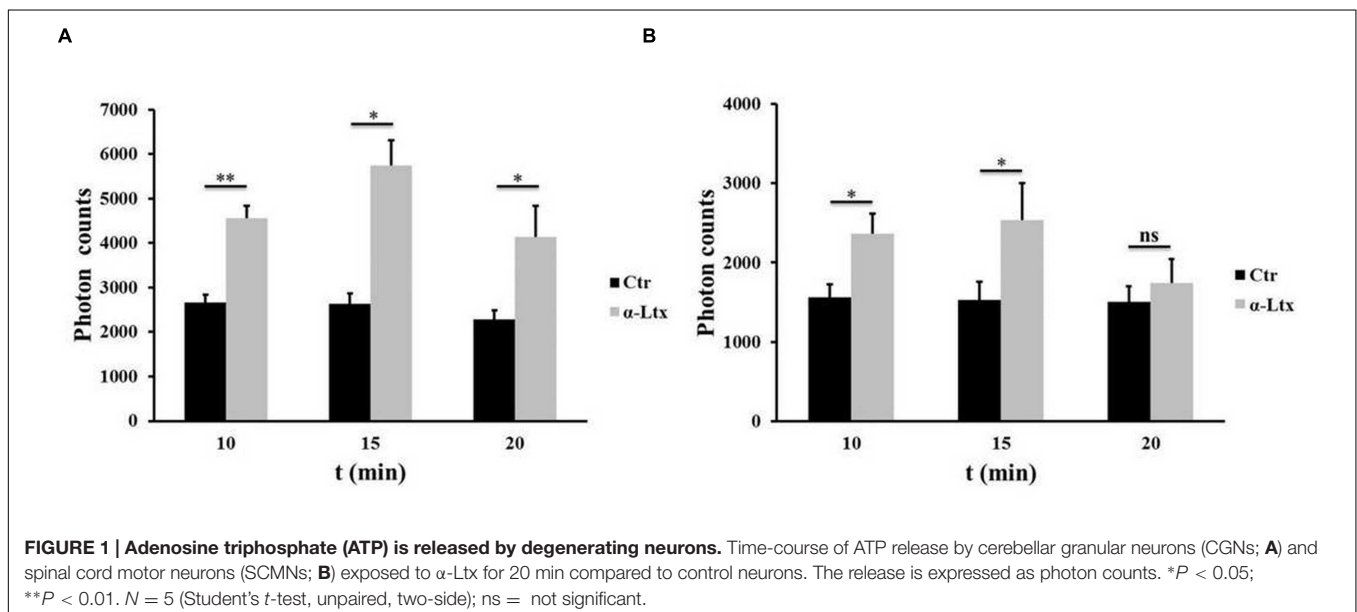 A
B
7000
6000
5000
4000
3000
2000
1000
0
Photon counts
**
*
*
10
15
20
t (min)
Ctr
α-Ltx
4000
3000
2000
1000
0
Photon counts
*
*
ns
10
15
20
t (min)
Ctr
α-Ltx
FIGURE 1 | Adenosine triphosphate (ATP) is released by degenerating neurons. Time-course of ATP release by cerebellar granular neurons (CGNs; A) and
spinal cord motor neurons (SCMNs; B) exposed to α-Ltx for 20 min compared to control neurons. The release is expressed as photon counts. *P < 0.05;
**P < 0.01. N = 5 (Student's t-test, unpaired, two-side); ns = not significant.